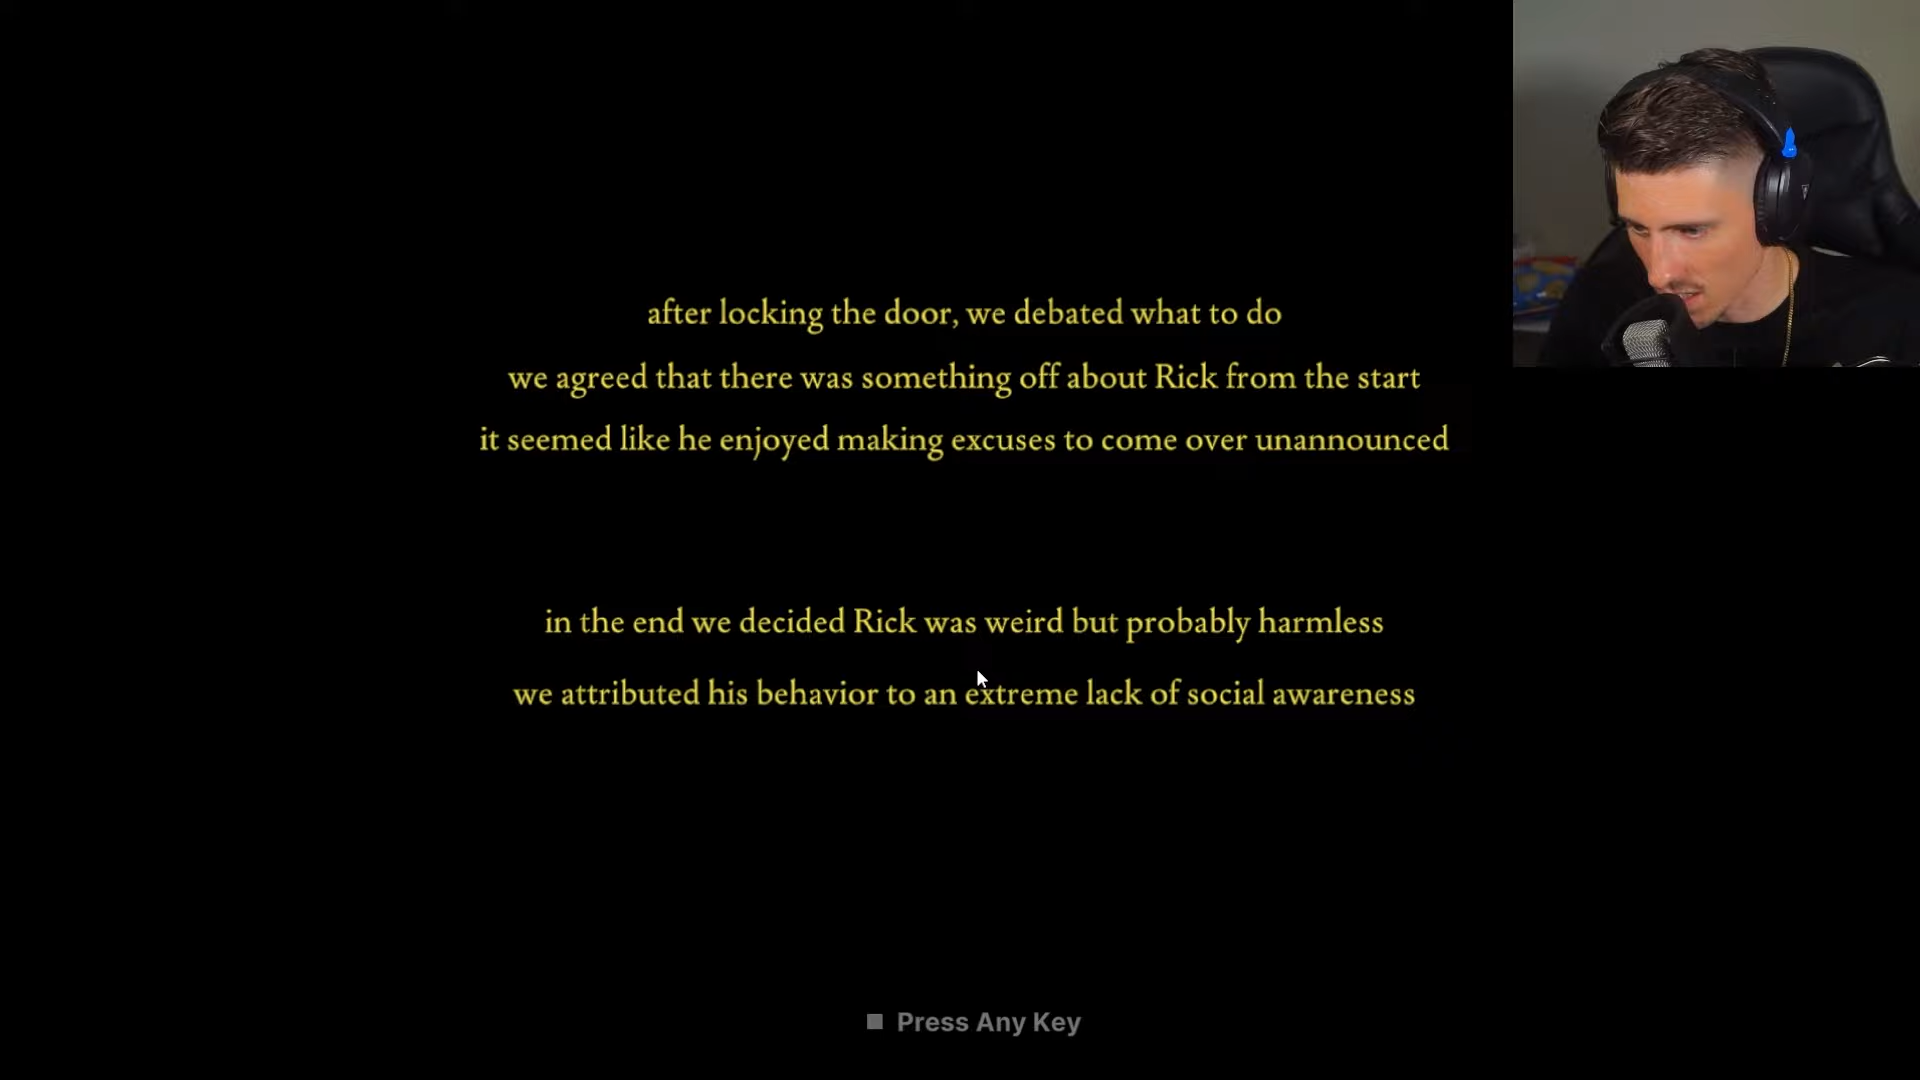 after locking the door, we debated what to do
we agreed that there was something off about Rick from the start
it seemed like he enjoyed making excuses to come over unannounced
in the end we decided Rick was weird but probably harmless
we attributed his behavior to an extreme lack of social awareness
Press Any Key